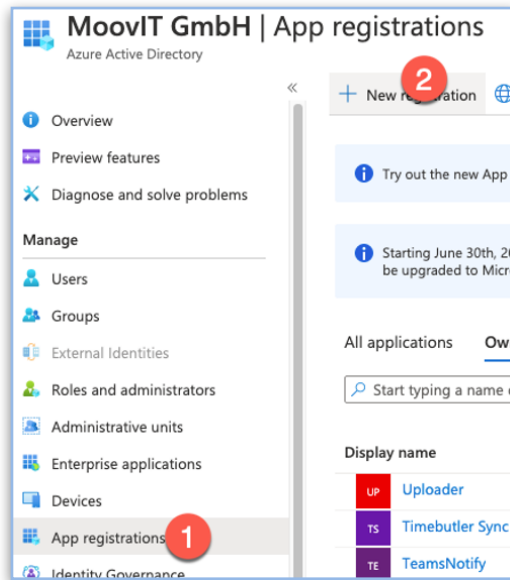 MoovIT GmbH | App registrations
Azure Active Directory
«
Overview
Preview features
Diagnose and solve problems
Manage
Users
Groups
External Identities
Roles and administrators
Administrative units
Enterprise applications
Devices
App registrations
1
Identity Governance
2
+ New registration
Try out the new App
Starting June 30th, 20
be upgraded to Micr
All applications
Ow
Start typing a name
Display name
UP Uploader
TS Timebutler Sync
TE TeamsNotify